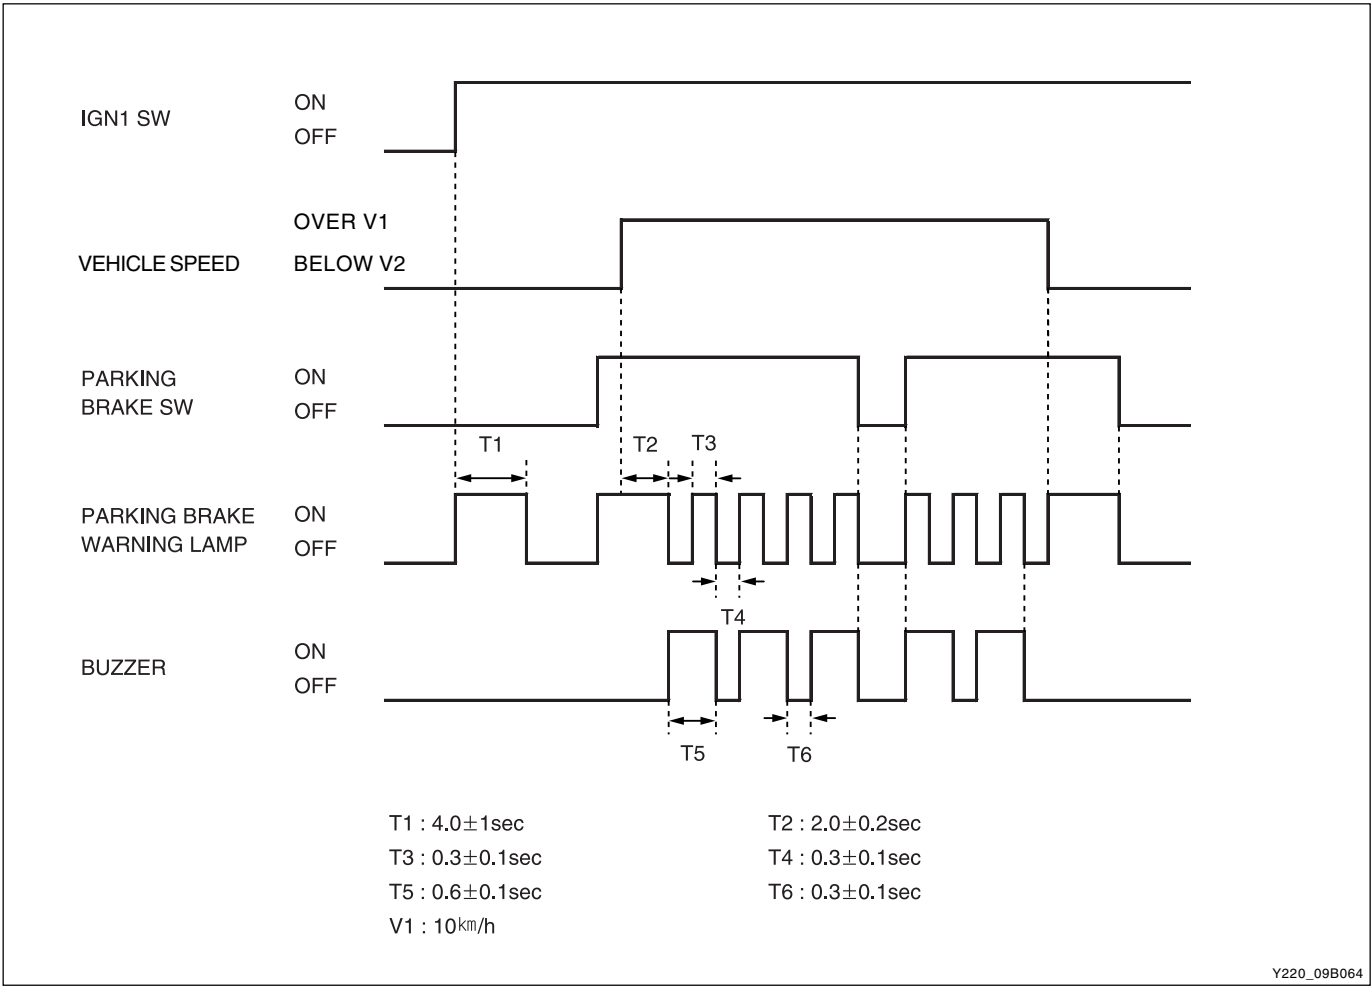 IGN1 SW
ON
OFF
VEHICLE SPEED
OVER V1
BELOW V2
PARKING
BRAKE SW
ON
OFF
T1
T2
T3
PARKING BRAKE
WARNING LAMP
ON
OFF
T4
BUZZER
ON
OFF
T5
T6
T1 : 4.0±1sec
T2 : 2.0±0.2sec
T3 : 0.3±0.1sec
T4 : 0.3±0.1sec
T5 : 0.6±0.1sec
T6 : 0.3±0.1sec
V1 : 10㎞/h
Y220_09B064